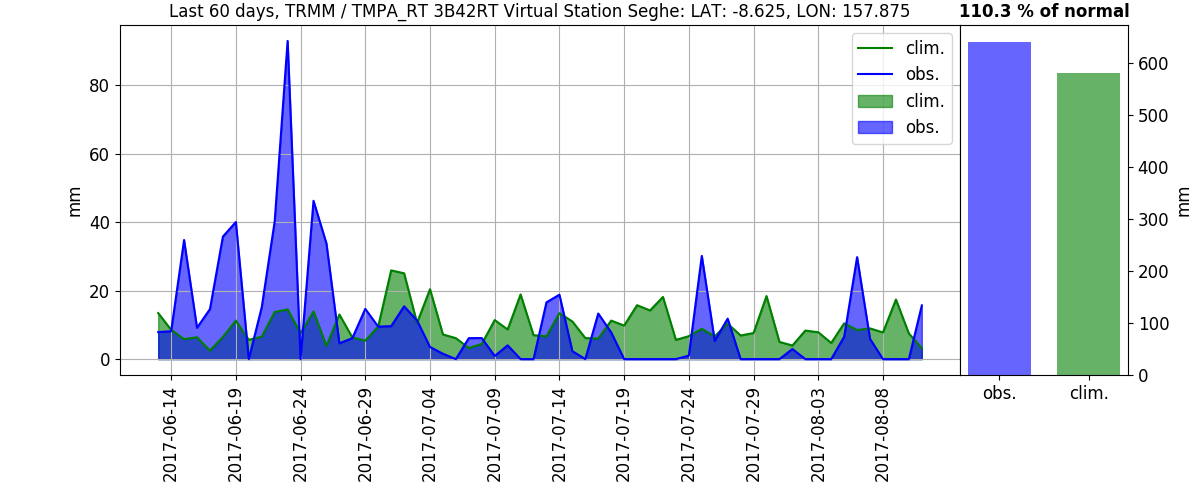 Last 60 days, TRMM / TMPA_RT 3B42RT Virtual Station Seghe: LAT: -8.625, LON: 157.875
110.3 % of normal
clim.
obs.
clim.
obs.
mm
80
60
40
20
0
2017-06-14
2017-06-19
2017-06-24
2017-06-29
2017-07-04
2017-07-09
2017-07-14
2017-07-19
2017-07-24
2017-07-29
2017-08-03
2017-08-08
600
500
400
300
200
100
0
mm
obs.
clim.